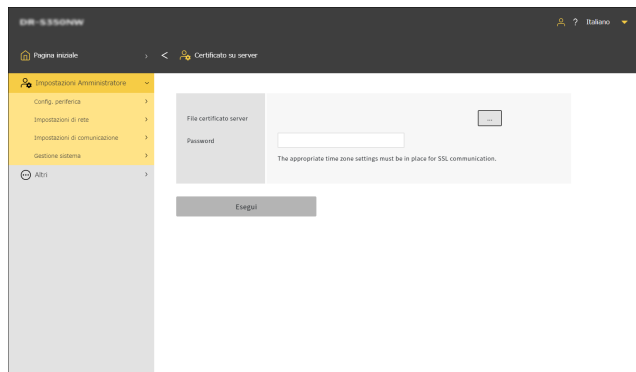 DR-S350NW
? Italiano
Pagina iniziale
< Certificato su server
Impostazioni Amministratore
Config. periferica
Impostazioni di rete
Impostazioni di comunicazione
Gestione sistema
Altri
File certificato server
...
Password
The appropriate time zone settings must be in place for SSL communication.
Esegui